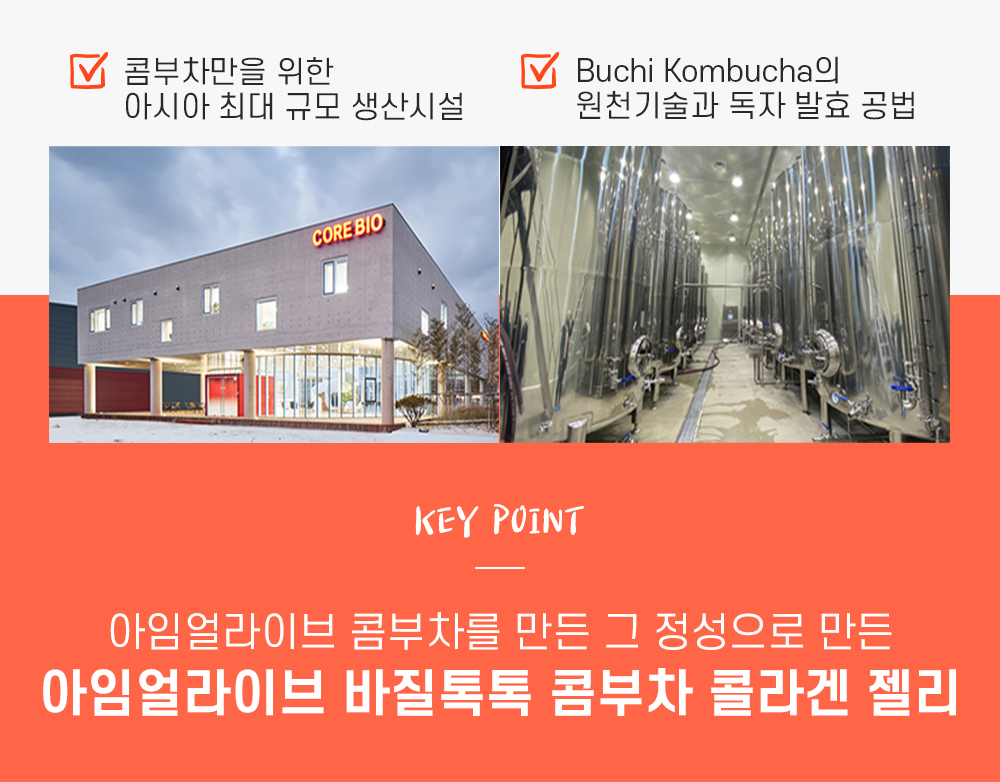 콤부차만을 위한
아시아 최대 규모 생산시설
Buchi Kombucha의
원천기술과 독자 발효 공법
CORE BIO
KEY POINT
아임얼라이브 콤부차를 만든 그 정성으로 만든
아임얼라이브 바질톡톡 콤부차 콜라겐 젤리